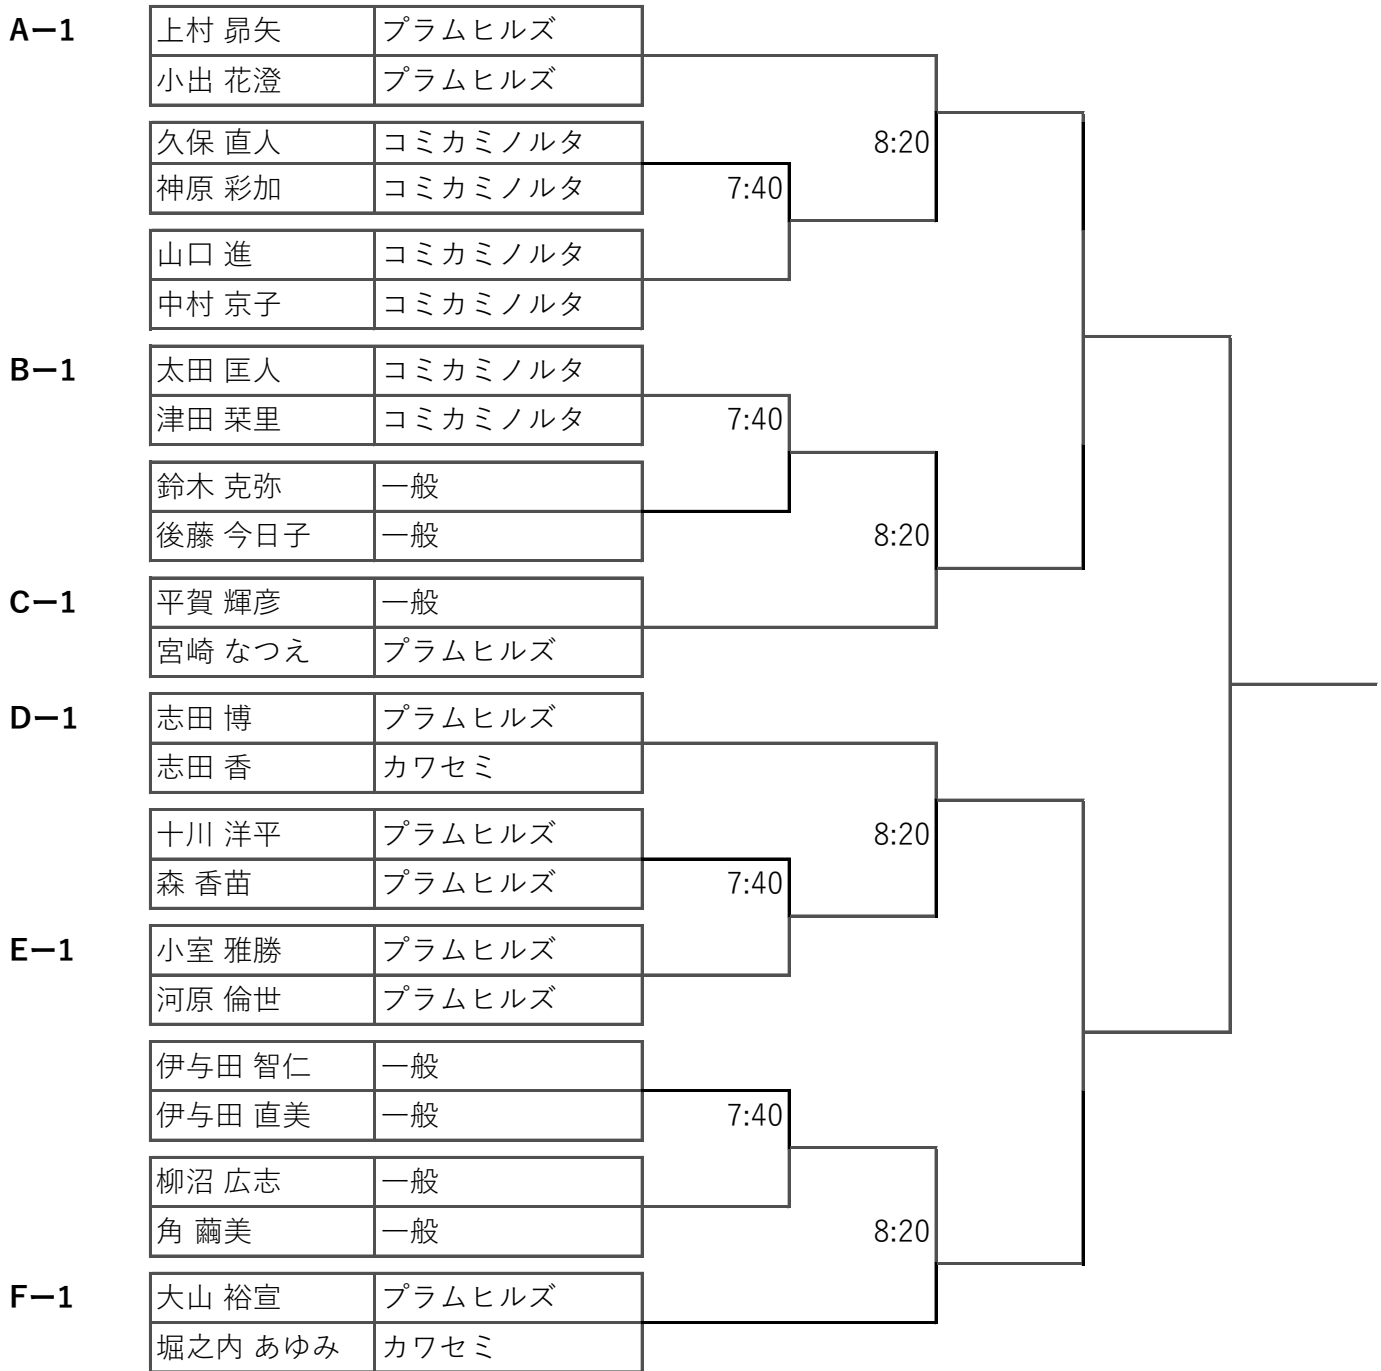 A－1 上村 昴矢 プラムヒルズ
小出 花澄 プラムヒルズ
久保 直人 コミカミノルタ 8:20
神原 彩加 コミカミノルタ 7:40
山口 進 コミカミノルタ
中村 京子 コミカミノルタ
B－1 太田 匡人 コミカミノルタ
津田 栞里 コミカミノルタ 7:40
鈴木 克弥 一般
後藤 今日子 一般 8:20
C－1 平賀 輝彦 一般
宮崎 なつえ プラムヒルズ
D－1 志田 博 プラムヒルズ
志田 香 カワセミ
十川 洋平 プラムヒルズ 8:20
森 香苗 プラムヒルズ 7:40
E－1 小室 雅勝 プラムヒルズ
河原 倫世 プラムヒルズ
伊与田 智仁 一般
伊与田 直美 一般 7:40
柳沼 広志 一般
角 繭美 一般 8:20
F－1 大山 裕宣 プラムヒルズ
堀之内 あゆみ カワセミ